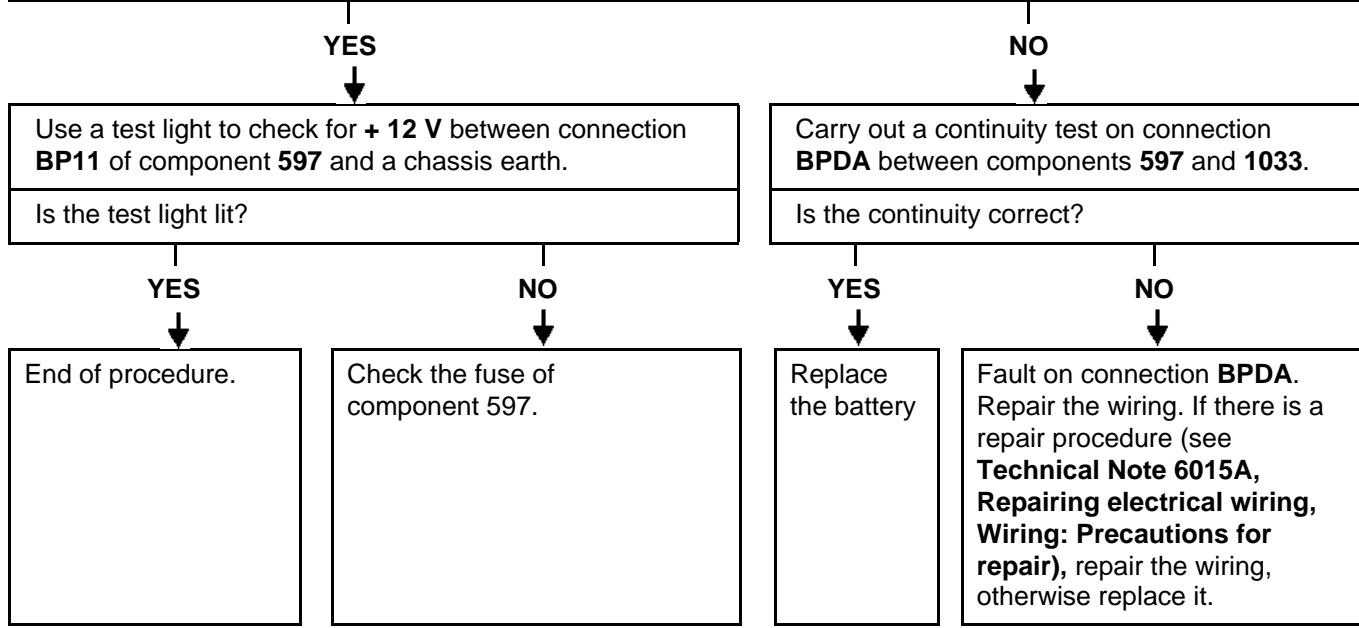 YES
NO
Use a test light to check for + 12 V between connection
BP11 of component 597 and a chassis earth.
Is the test light lit?
Carry out a continuity test on connection
BPDA between components 597 and 1033.
Is the continuity correct?
YES
NO
YES
NO
End of procedure.
Check the fuse of
component 597.
Replace
the battery
Fault on connection BPDA.
Repair the wiring. If there is a
repair procedure (see
Technical Note 6015A,
Repairing electrical wiring,
Wiring: Precautions for
repair), repair the wiring,
otherwise replace it.